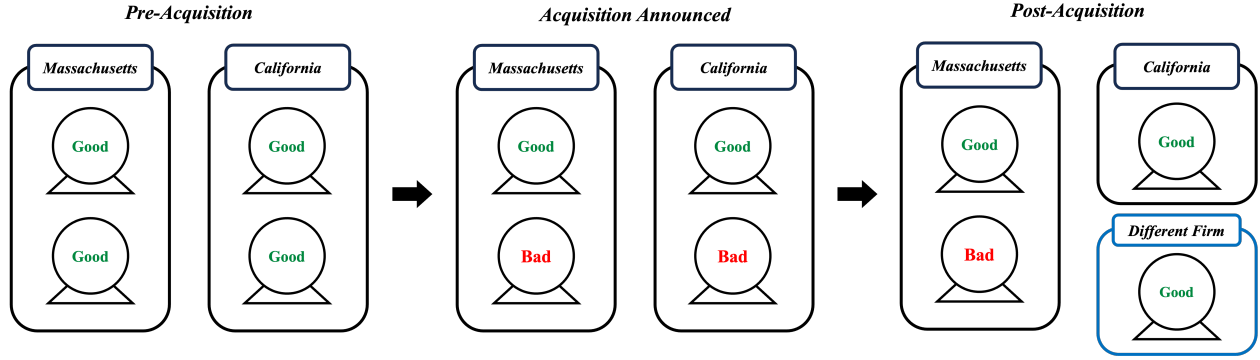 Pre-Acquisition
Massachusetts
Good
Good
California
Good
Good
Acquisition Announced
Massachusetts
Good
Bad
California
Good
Bad
Post-Acquisition
Massachusetts
Good
Bad
California
Good
Different Firm
Good